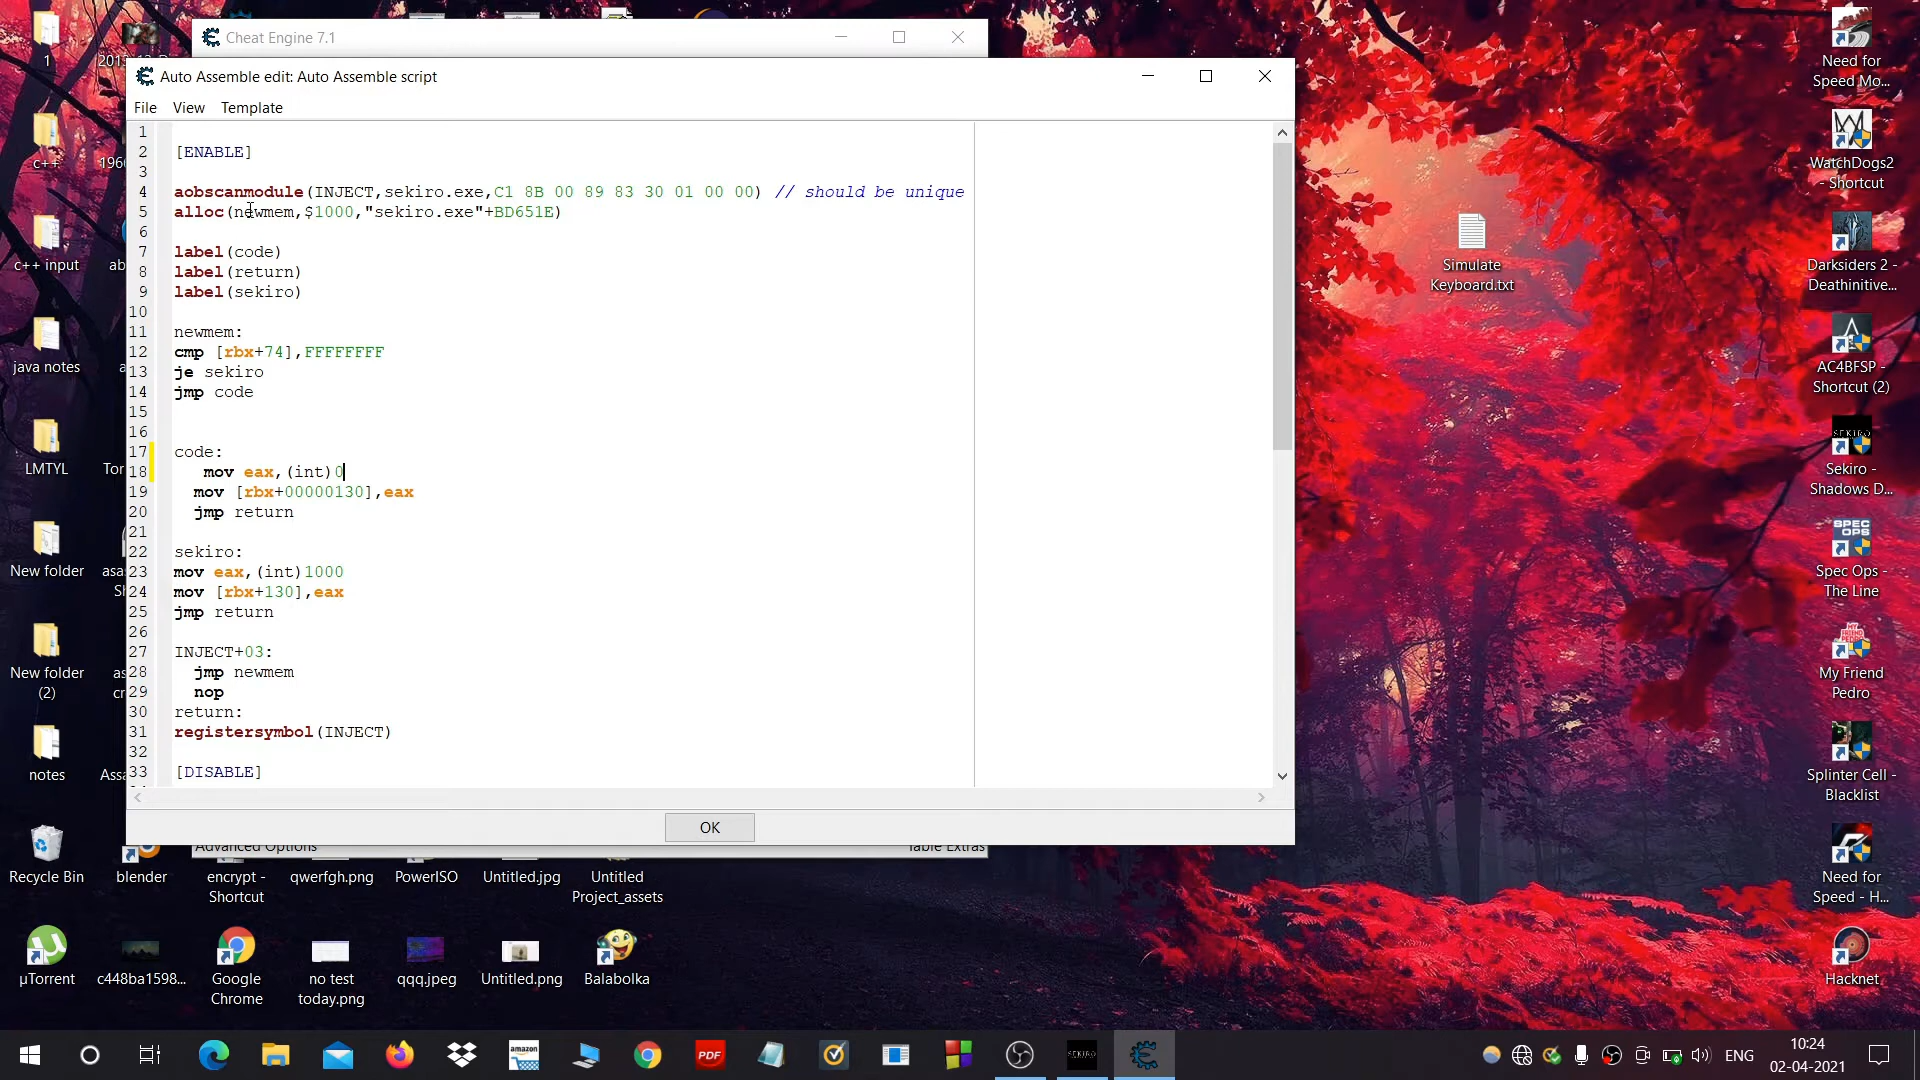 Cheat Engine 7.1
Auto Assemble edit: Auto Assemble script
File View Template
1
2 [ENABLE]
3
4 aobscanmodule(INJECT,sekiro.exe,C1 8B 00 89 83 30 01 00 00) // should be unique
5 alloc(newmem,$1000,"sekiro.exe"+BD651E)
6
7 label(code)
8 label(return)
9 label(sekiro)
10
11 newmem:
12 cmp [rbx+74],FFFFFFFF
13 je sekiro
14 jmp code
15
16
17 code:
18 mov eax,(int)0
19 mov [rbx+00000130],eax
20 jmp return
21
22 sekiro:
23 mov eax,(int)1000
24 mov [rbx+130],eax
25 jmp return
26
27 INJECT+03:
28 jmp newmem
29 nop
30 return:
31 registersymbol(INJECT)
32
33 [DISABLE]
OK
Advanced Options
Table Extras
1
c++
c++ input
java notes
LMTYL
New folder
New folder
(2)
notes
Recycle Bin
blender
encrypt -
Shortcut
qwerfgh.png
PowerISO
Untitled.jpg
Untitled
Project_assets
µTorrent
c448ba1598...
Google
Chrome
no test
today.png
qqq.jpeg
Untitled.png
Balabolka
Simulate
Keyboard.txt
Need for
Speed Mo...
WatchDogs2
- Shortcut
Darksiders 2 -
Deathinitive...
AC4BFSP -
Shortcut (2)
SEKIRO
Sekiro -
Shadows D...
SPEC
OPS
Spec Ops -
The Line
My Friend
Pedro
Splinter Cell -
Blacklist
Need for
Speed - H...
Hacknet
amazon
PDF
SEKIRO
ENG
10:24
02-04-2021